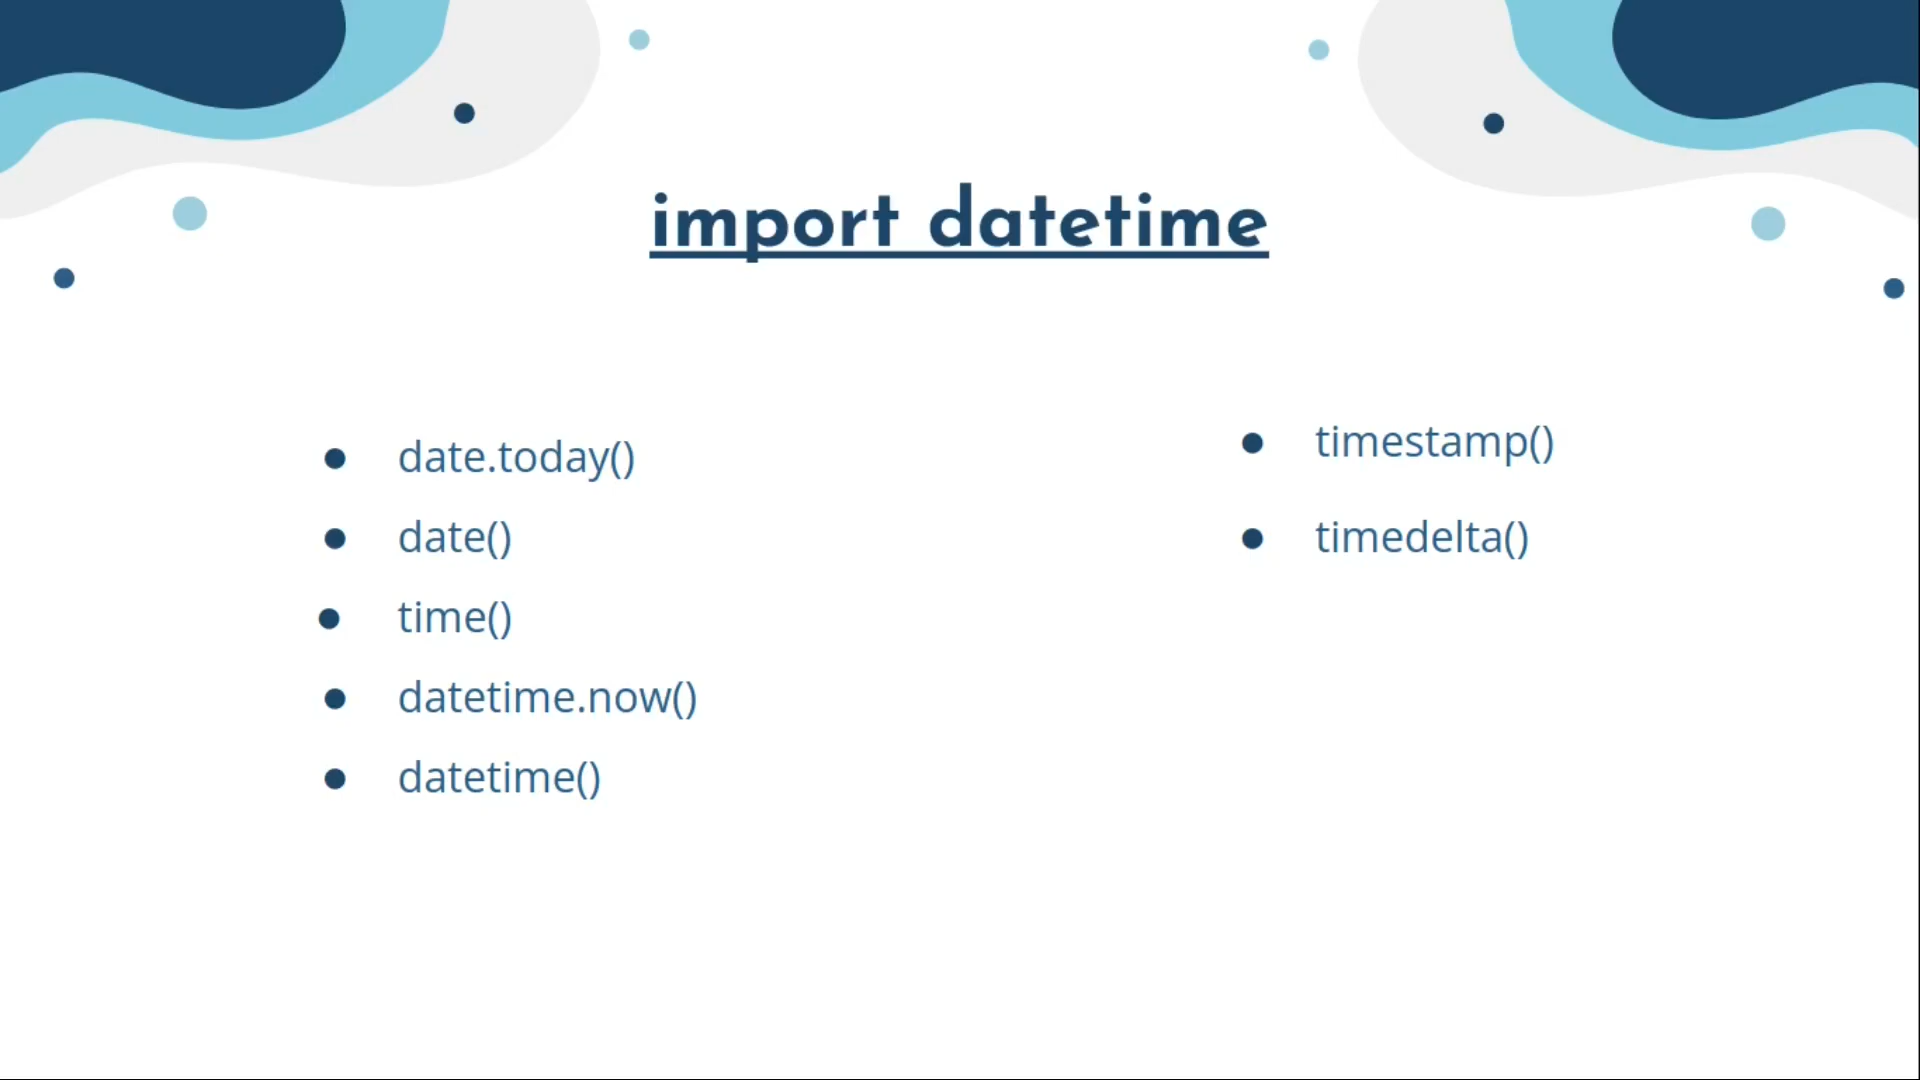 import datetime
● date.today()
● date()
● time()
● datetime.now()
● datetime()
● timestamp()
● timedelta()